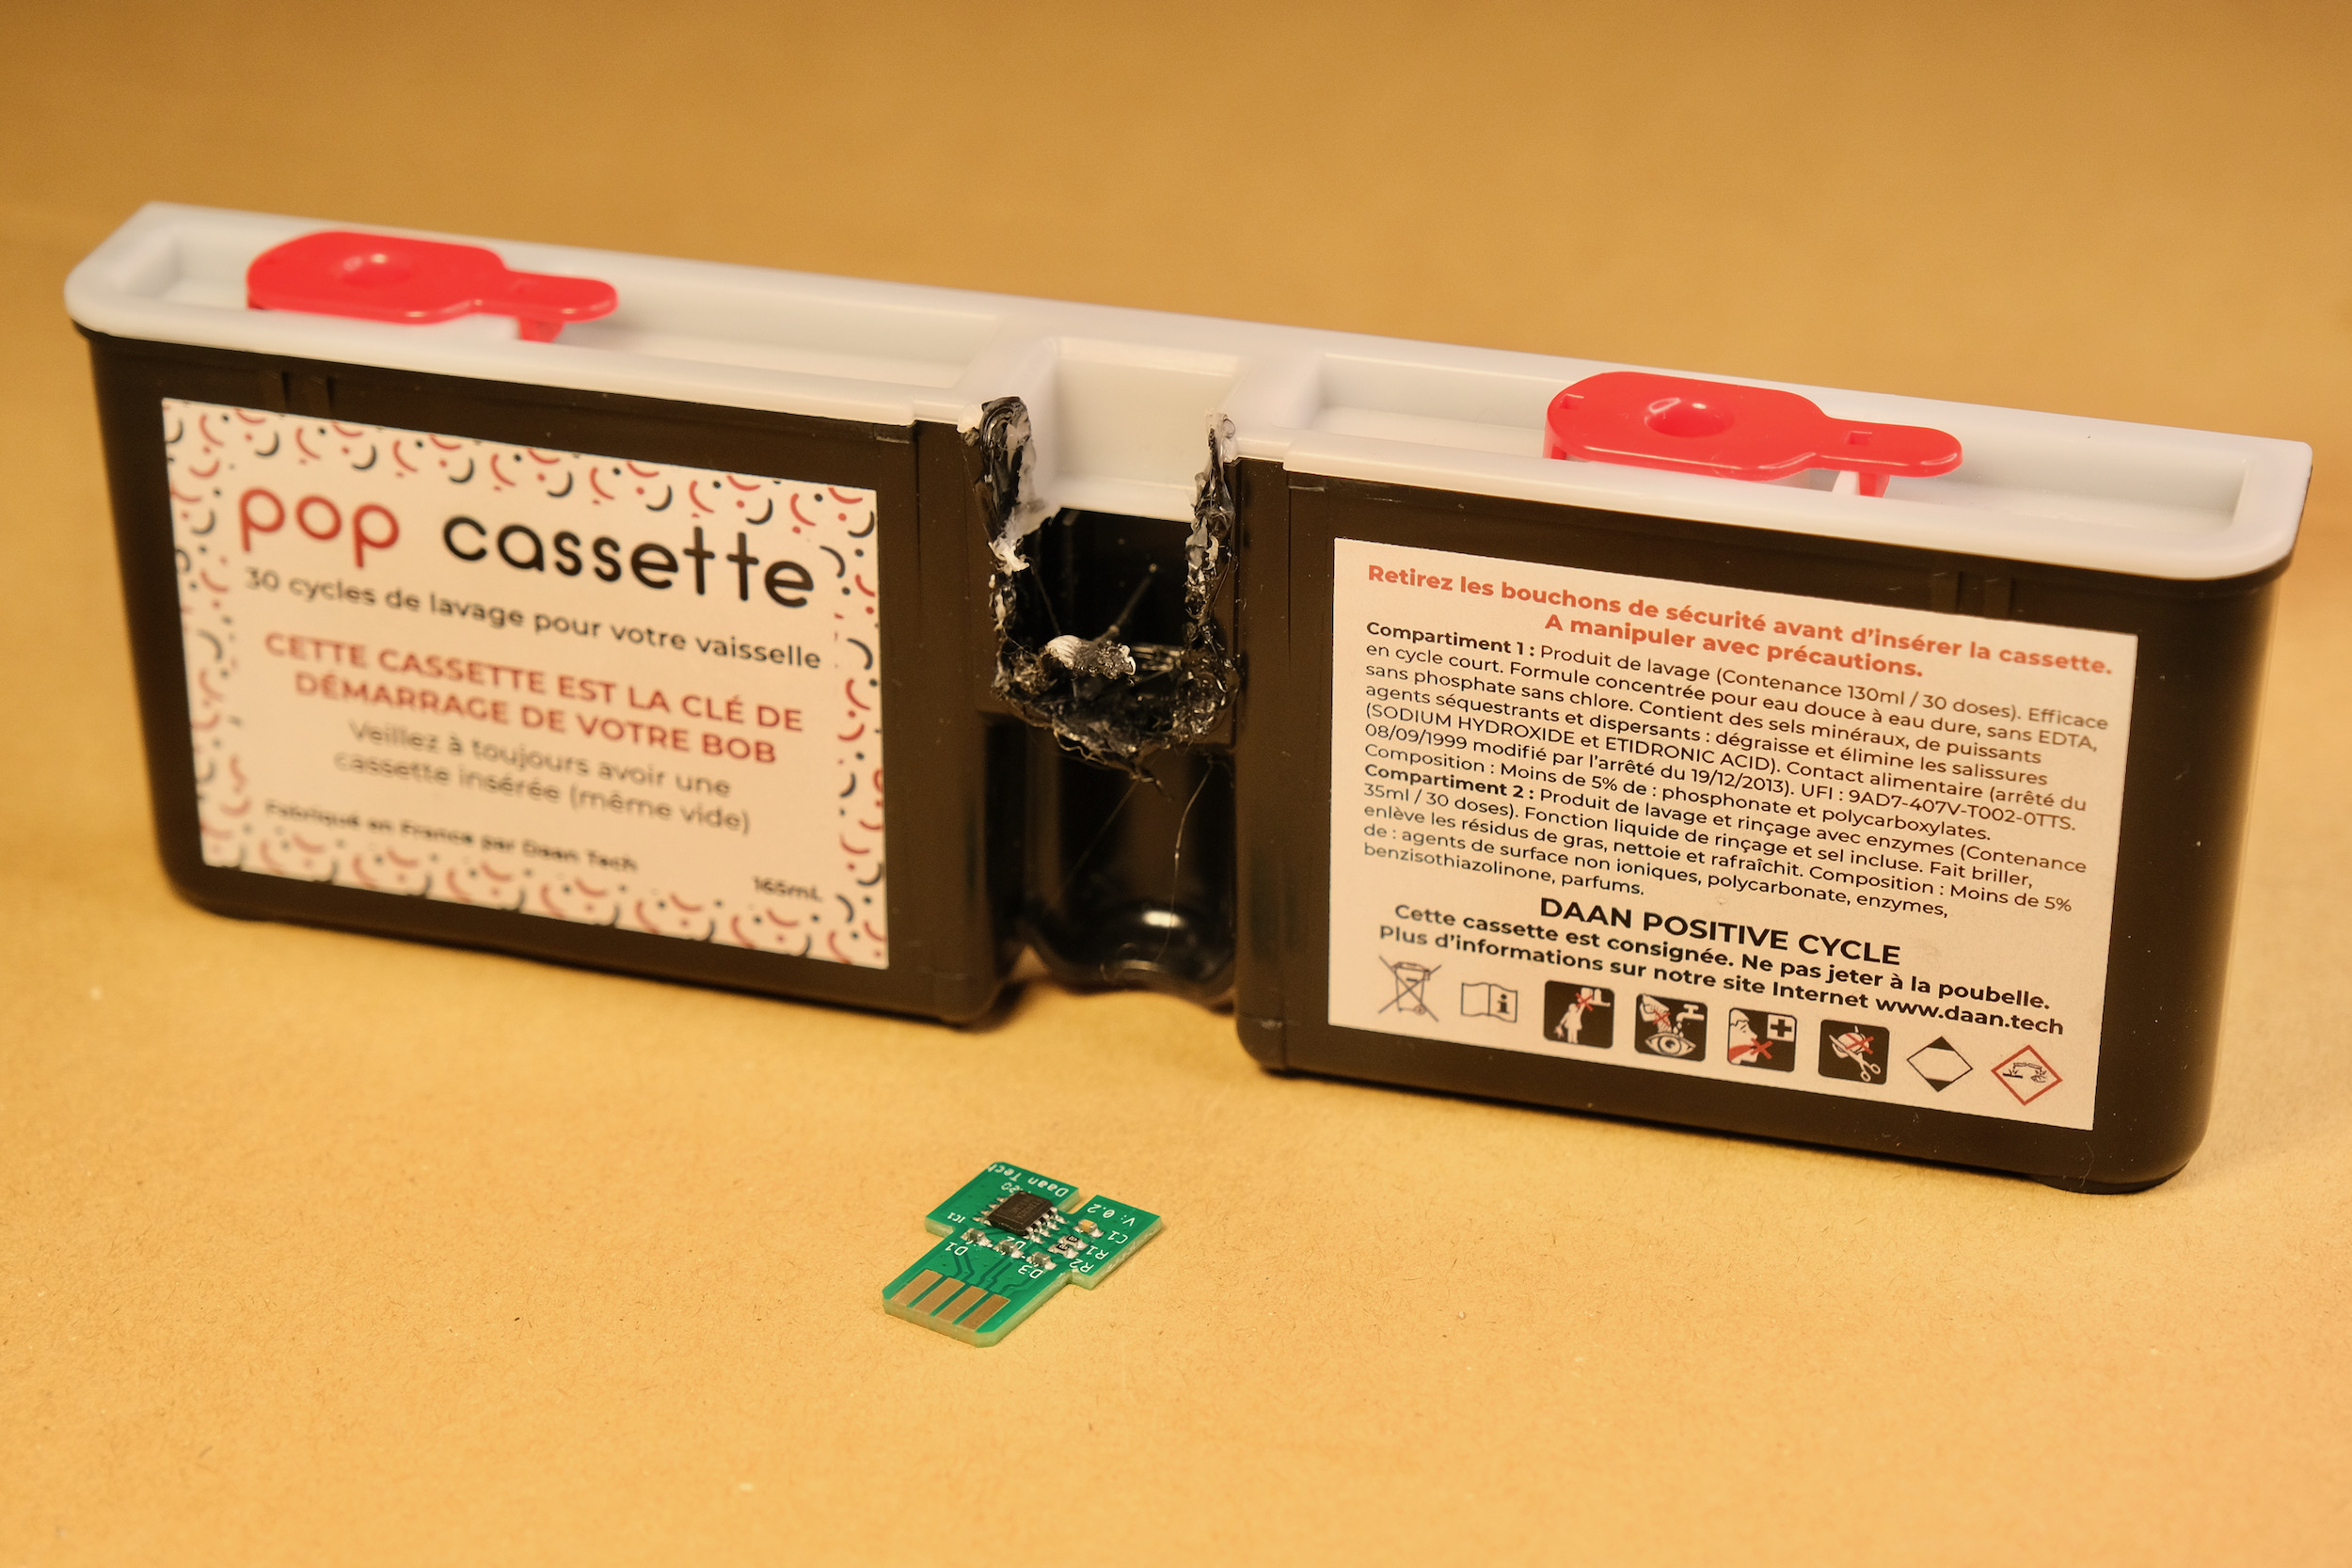 pop cassette
30 cycles de lavage pour votre vaisselle
CETTE CASSETTE EST LA CLÉ DE
DÉMARRAGE DE VOTRE BOB
Veillez à toujours avoir une
cassette insérée (même vide)
Fabriqué en France par Daan Tech
165mL
Retirez les bouchons de sécurité avant d'insérer la cassette.
A manipuler avec précautions.
Compartiment 1 : Produit de lavage (Contenance 130ml / 30 doses). Efficace
en cycle court. Formule concentrée pour eau douce à eau dure, sans EDTA,
sans phosphate sans chlore. Contient des sels minéraux, de puissants
agents séquestrants et dispersants : dégraisse et élimine les salissures
(SODIUM HYDROXIDE et ETIDRONIC ACID). Contact alimentaire (arrêté du
08/09/1999 modifié par l'arrêté du 19/12/2013). UFI : 9AD7-407V-T002-0TTS.
Composition : Moins de 5% de : phosphonate et polycarboxylates.
Compartiment 2 : Produit de lavage et rinçage avec enzymes (Contenance
35ml / 30 doses). Fonction liquide de rinçage et sel incluse. Fait briller,
enlève les résidus de gras, nettoie et rafraîchit. Composition : Moins de 5%
de : agents de surface non ioniques, polycarbonate, enzymes,
benzisothiazolinone, parfums.
DAAN POSITIVE CYCLE
Cette cassette est consignée. Ne pas jeter à la poubelle.
Plus d'informations sur notre site Internet www.daan.tech
Daan Tech
V: 0.2
IC1
C1
R1
R2
D1
D2
D3